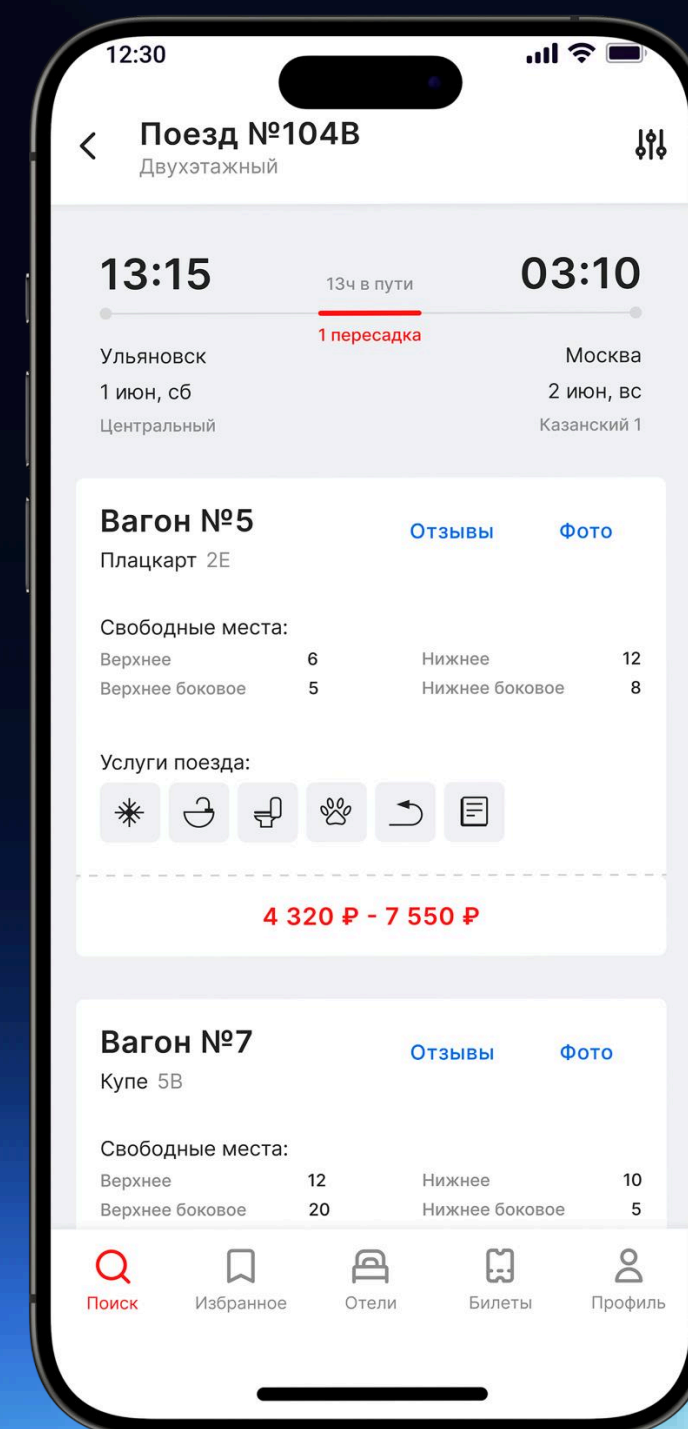 12:30
Поезд №104В
Двухэтажный
13:15 13ч в пути 03:10
1 пересадка
Ульяновск Москва
1 июн, сб 2 июн, вс
Центральный Казанский 1
Вагон №5 Отзывы Фото
Плацкарт 2Е
Свободные места:
Верхнее 6 Нижнее 12
Верхнее боковое 5 Нижнее боковое 8
Услуги поезда:
4 320 ₽ - 7 550 ₽
Вагон №7 Отзывы Фото
Купе 5В
Свободные места:
Верхнее 12 Нижнее 10
Верхнее боковое 20 Нижнее боковое 5
Поиск Избранное Отели Билеты Профиль